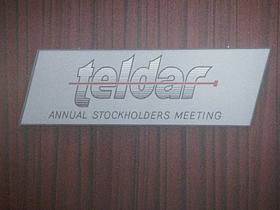 teldar
ANNUAL STOCKHOLDERS MEETING